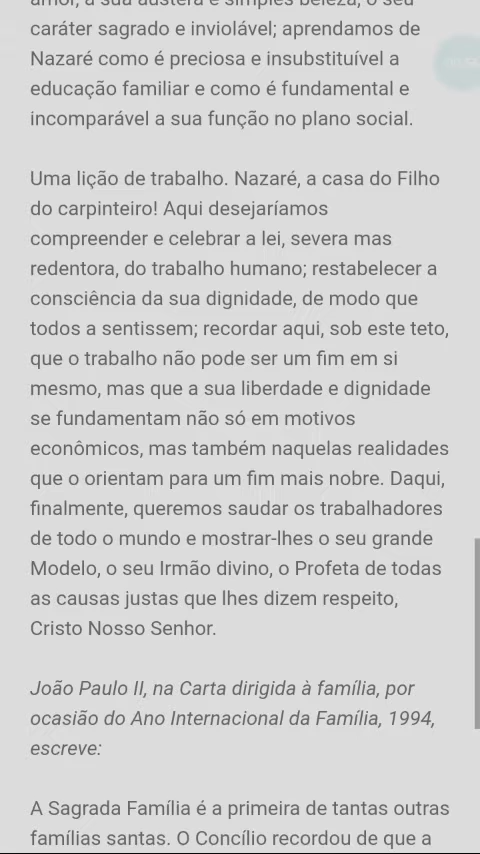 amor, a sua austera e simples beleza, o seu
caráter sagrado e inviolável; aprendamos de
Nazaré como é preciosa e insubstituível a
educação familiar e como é fundamental e
incomparável a sua função no plano social.
Uma lição de trabalho. Nazaré, a casa do Filho
do carpinteiro! Aqui desejaríamos
compreender e celebrar a lei, severa mas
redentora, do trabalho humano; restabelecer a
consciência da sua dignidade, de modo que
todos a sentissem; recordar aqui, sob este teto,
que o trabalho não pode ser um fim em si
mesmo, mas que a sua liberdade e dignidade
se fundamentam não só em motivos
econômicos, mas também naquelas realidades
que o orientam para um fim mais nobre. Daqui,
finalmente, queremos saudar os trabalhadores
de todo o mundo e mostrar-lhes o seu grande
Modelo, o seu Irmão divino, o Profeta de todas
as causas justas que lhes dizem respeito,
Cristo Nosso Senhor.
João Paulo II, na Carta dirigida à família, por
ocasião do Ano Internacional da Família, 1994,
escreve:
A Sagrada Família é a primeira de tantas outras
famílias santas. O Concílio recordou de que a